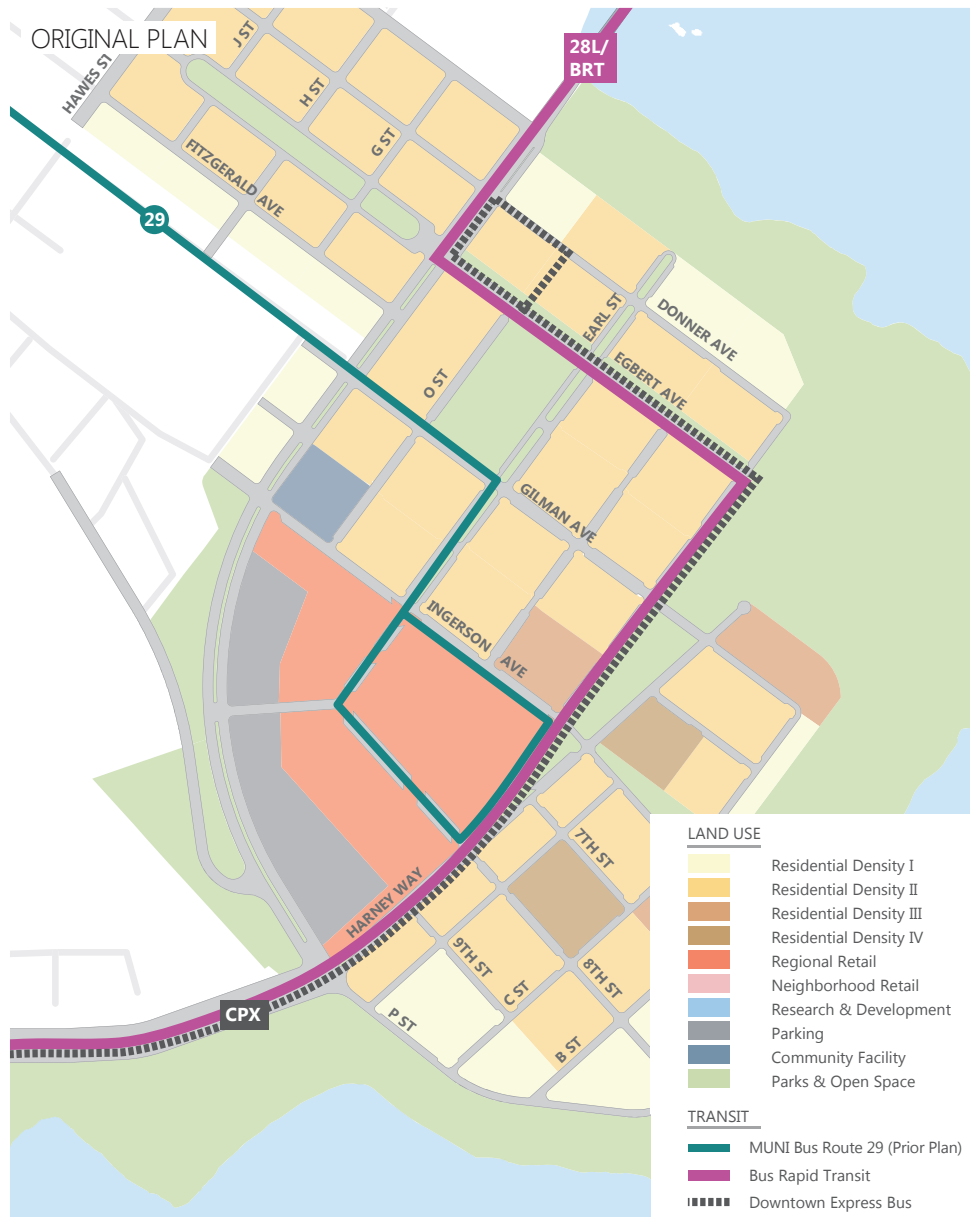 ORIGINAL PLAN
J ST
28L/
BRT
HAWES ST
H ST
G ST
FITZGERALD AVE
29
EARL ST
DONNER AVE
EGBERT AVE
O ST
GILMAN AVE
INGERSON
AVE
7TH ST
HARNEY WAY
9TH ST
8TH ST
C ST
CPX
P ST
B ST
LAND USE
Residential Density I
Residential Density II
Residential Density III
Residential Density IV
Regional Retail
Neighborhood Retail
Research & Development
Parking
Community Facility
Parks & Open Space
TRANSIT
MUNI Bus Route 29 (Prior Plan)
Bus Rapid Transit
Downtown Express Bus